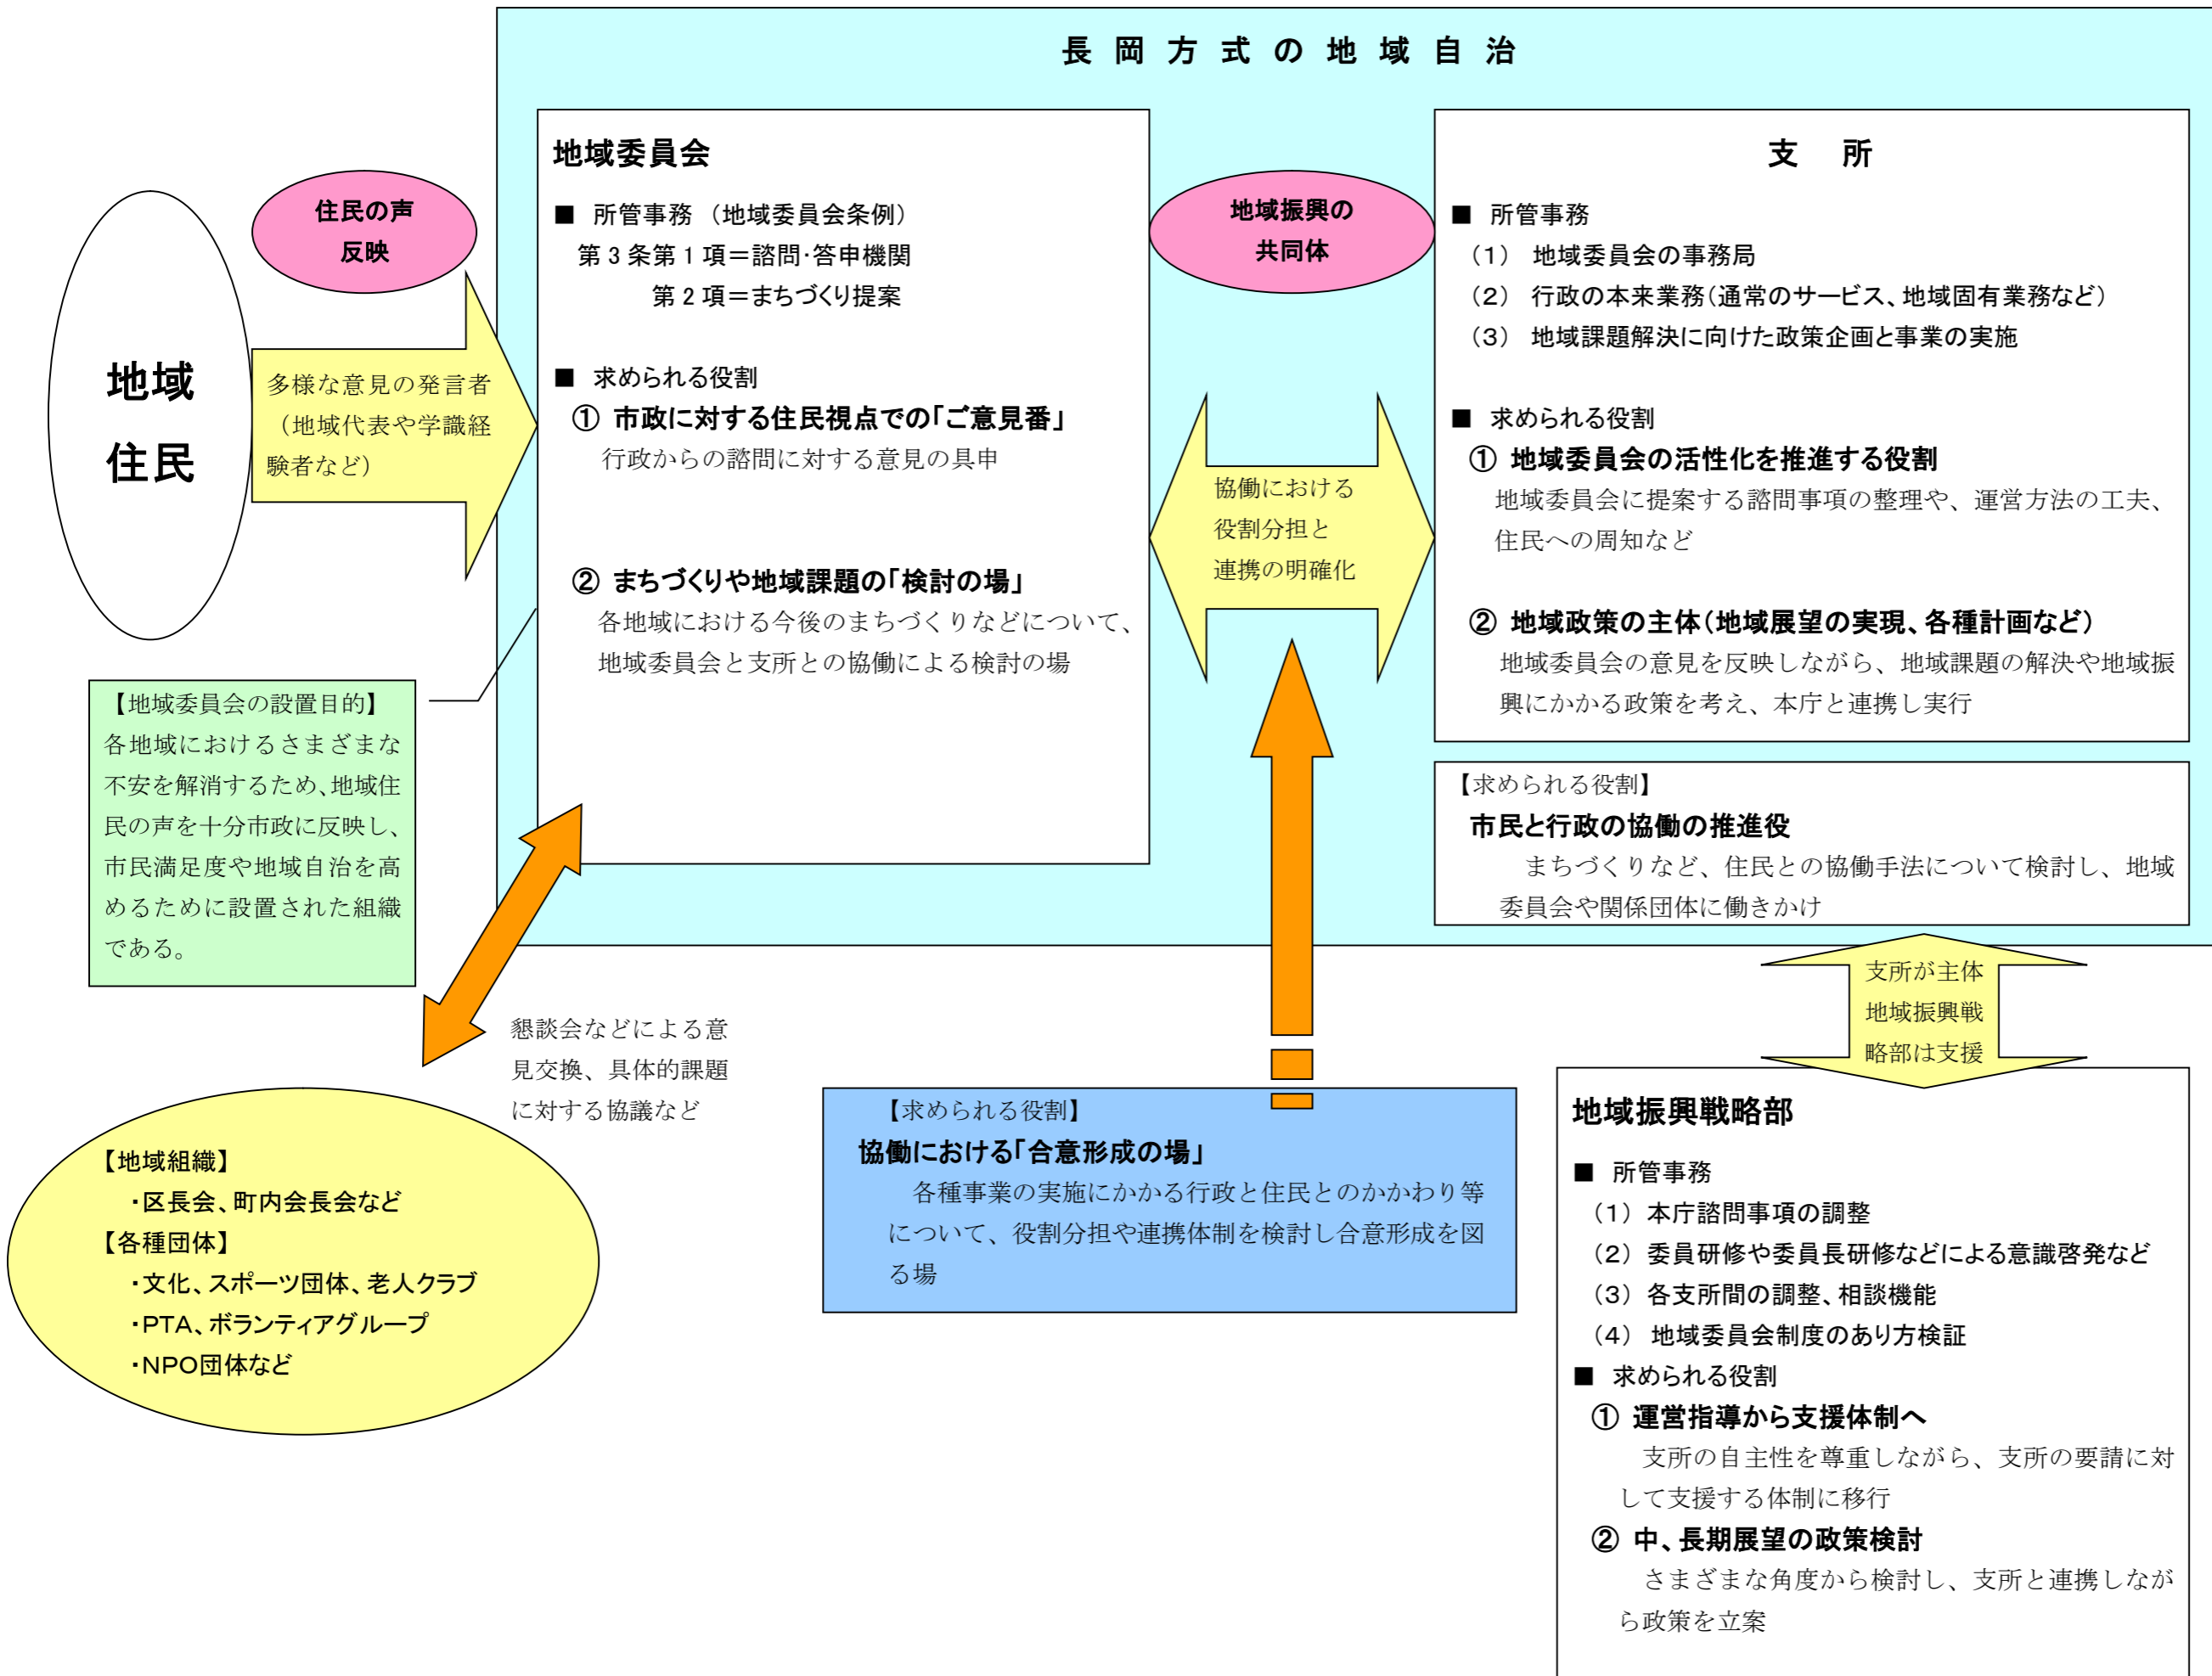 長岡方式の地域自治
地域
住民
住民の声
反映
多様な意見の発言者
（地域代表や学識経
験者など）
地域委員会
■ 所管事務 （地域委員会条例）
第３条第１項＝諮問・答申機関
第２項＝まちづくり提案
■ 求められる役割
① 市政に対する住民視点での「ご意見番」
行政からの諮問に対する意見の具申
② まちづくりや地域課題の「検討の場」
各地域における今後のまちづくりなどについて、
地域委員会と支所との協働による検討の場
地域振興の
共同体
協働における
役割分担と
連携の明確化
支 所
■ 所管事務
（１） 地域委員会の事務局
（２） 行政の本来業務（通常のサービス、地域固有業務など）
（３） 地域課題解決に向けた政策企画と事業の実施
■ 求められる役割
① 地域委員会の活性化を推進する役割
地域委員会に提案する諮問事項の整理や、運営方法の工夫、
住民への周知など
② 地域政策の主体（地域展望の実現、各種計画など）
地域委員会の意見を反映しながら、地域課題の解決や地域振
興にかかる政策を考え、本庁と連携し実行
【求められる役割】
市民と行政の協働の推進役
まちづくりなど、住民との協働手法について検討し、地域
委員会や関係団体に働きかけ
【地域委員会の設置目的】
各地域におけるさまざまな
不安を解消するため、地域住
民の声を十分市政に反映し、
市民満足度や地域自治を高
めるために設置された組織
である。
懇談会などによる意
見交換、具体的課題
に対する協議など
【地域組織】
・区長会、町内会長会など
【各種団体】
・文化、スポーツ団体、老人クラブ
・PTA、ボランティアグループ
・NPO団体など
【求められる役割】
協働における「合意形成の場」
各種事業の実施にかかる行政と住民とのかかわり等
について、役割分担や連携体制を検討し合意形成を図
る場
支所が主体
地域振興戦
略部は支援
地域振興戦略部
■ 所管事務
（１） 本庁諮問事項の調整
（２） 委員研修や委員長研修などによる意識啓発など
（３） 各支所間の調整、相談機能
（４） 地域委員会制度のあり方検証
■ 求められる役割
① 運営指導から支援体制へ
支所の自主性を尊重しながら、支所の要請に対
して支援する体制に移行
② 中、長期展望の政策検討
さまざまな角度から検討し、支所と連携しなが
ら政策を立案